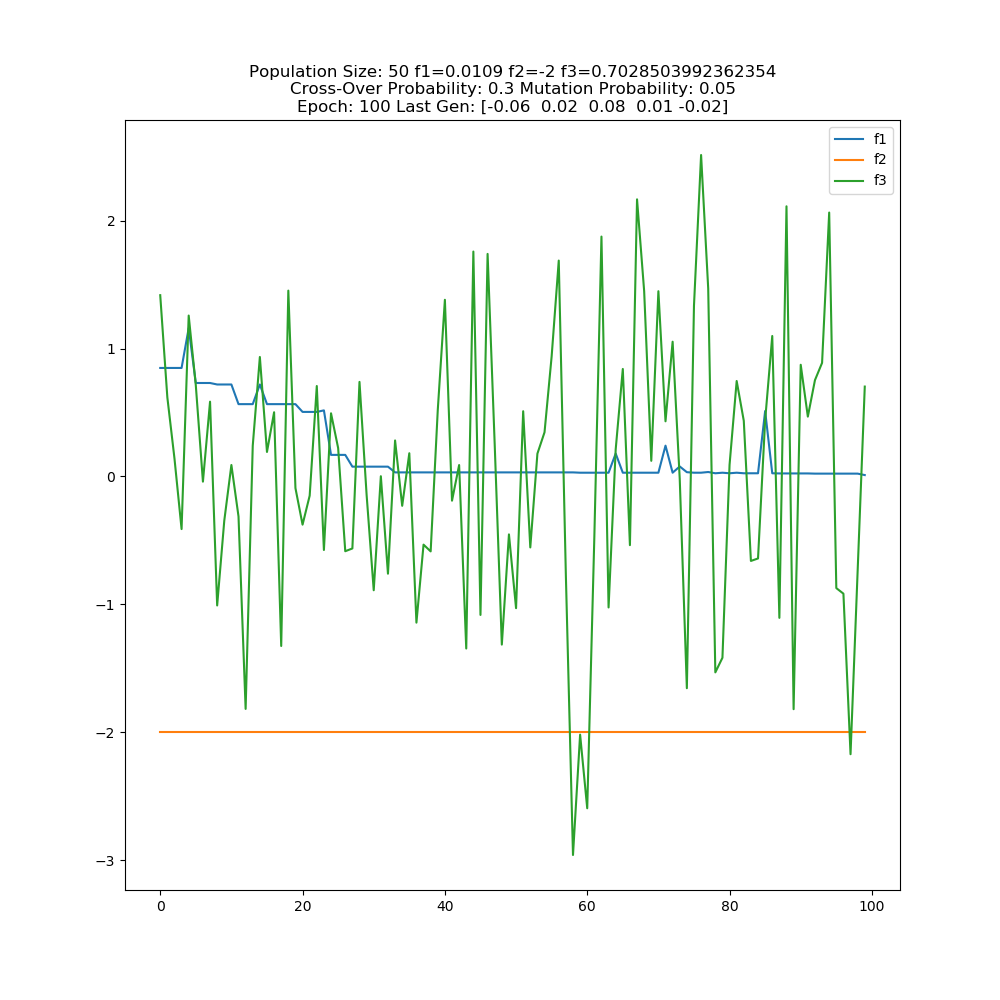 Population Size: 50 f1=0.0109 f2=-2 f3=0.7028503992362354
Cross-Over Probability: 0.3 Mutation Probability: 0.05
Epoch: 100 Last Gen: [-0.06  0.02  0.08  0.01 -0.02]
f1
f2
f3
2
1
0
−1
−2
−3
0 20 40 60 80 100